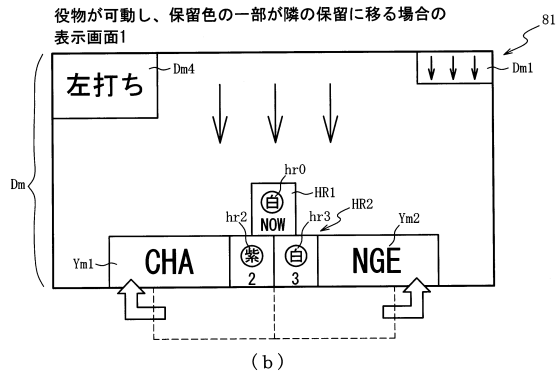 役物が可動し、保留色の一部が隣の保留に移る場合の
表示画面1
81
左打ち
Dm4
Dm1
Dm
hr0
白
HR1
NOW
hr2
hr3
HR2
Ym2
Ym1
CHA
紫
白
NGE
2
3
(b)